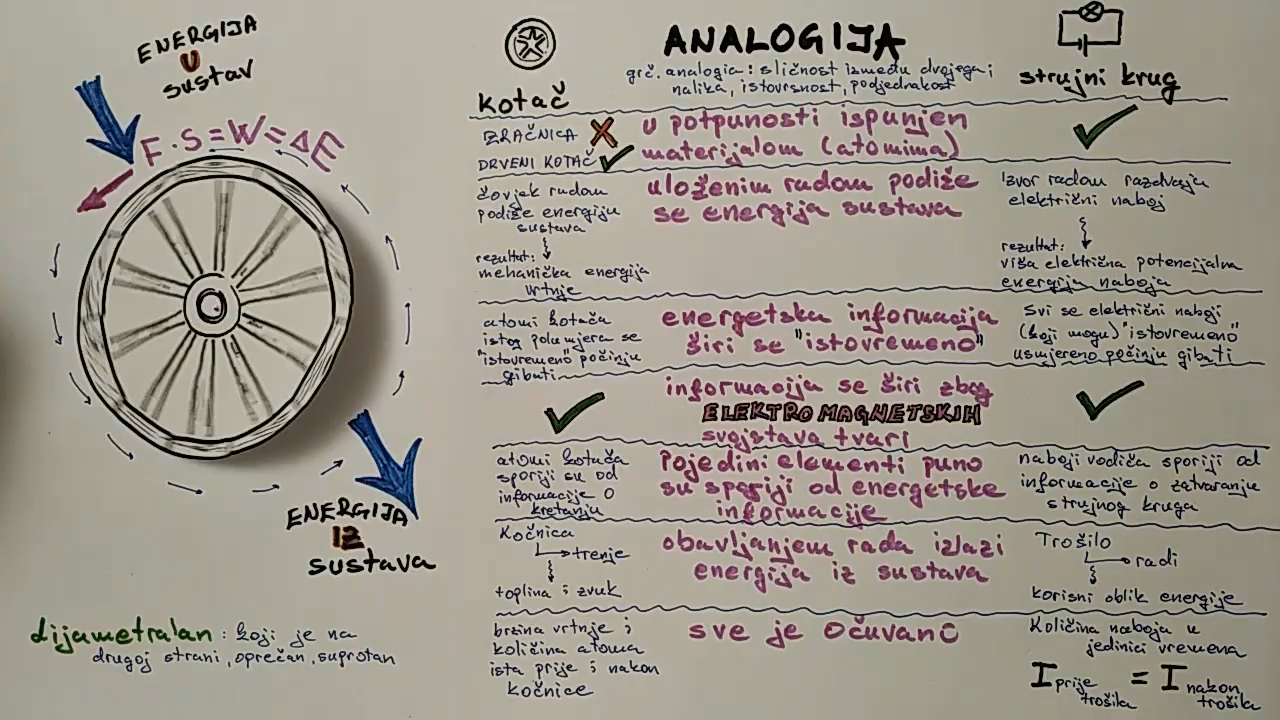 ENERGIJA
U
sustav
F·S=W=ΔE
ENERGIJA
IZ
sustava
dijametralan: koji je na
drugoj strani, oprečan, suprotan
ANALOGIJA
grč. analogia: sličnost između dvojega;
nalika, istovrsnost, podjednakost
kotač
strujni krug
ZRAČNICA
DRVENI KOTAČ
u potpunosti ispunjen
materijalom (atomima)
čovjek radom
podiže energiju
sustava
rezultat:
mehanička energija
vrtnje
uloženim radom podiže
se energija sustava
Izvor radom razdvaja
električni naboj
rezultat:
viša električna potencijalna
energija naboja
atomi kotača
istog polumjera se
"istovremeno" počinju
gibati
energetska informacija
širi se "istovremeno"
Svi se električni naboji
(koji mogu) "istovremeno"
usmjereno počinju gibati
informacija se širi zbog
ELEKTROMAGNETSKIH
svojstava tvari
atomi kotača
sporiji su od
informacije o
kretanju
Pojedini elementi puno
su sporiji od energetske
informacije
naboji vodiča sporiji od
informacije o zatvaranju
strujnog kruga
Kočnica
trenje
toplina i zvuk
obavljanjem rada izlazi
energija iz sustava
Trošilo
radi
korisni oblik energije
brzina vrtnje i
količina atoma
ista prije i nakon
kočnice
sve je očuvano
Količina naboja u
jedinici vremena
I prije trošila = I nakon trošila